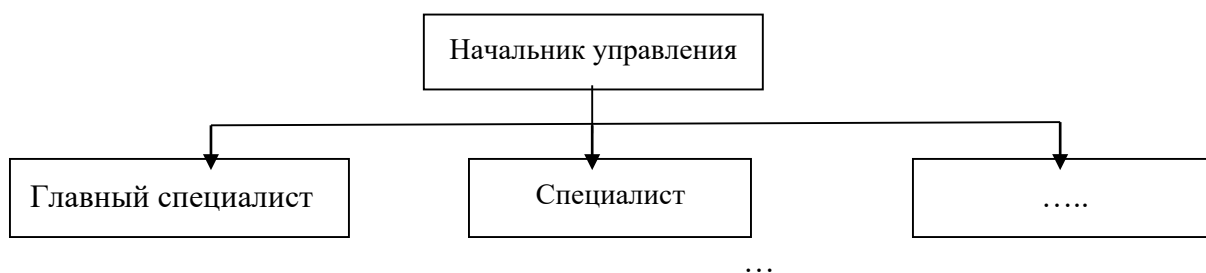 Начальник управления
Главный специалист
Специалист
…..
…